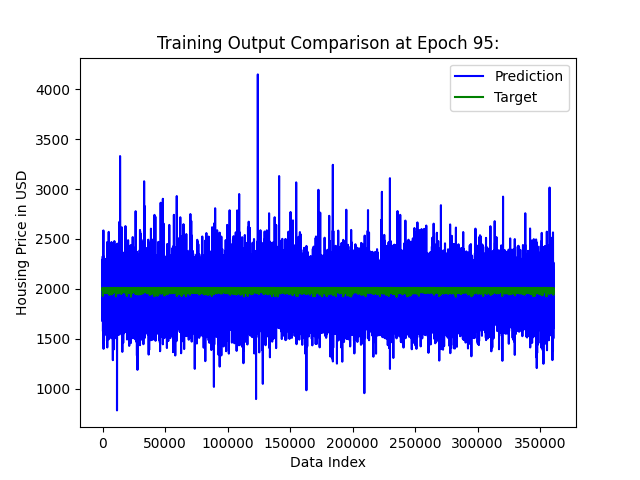 Training Output Comparison at Epoch 95:
Prediction
Target
Housing Price in USD
4000
3500
3000
2500
2000
1500
1000
0 50000 100000 150000 200000 250000 300000 350000
Data Index